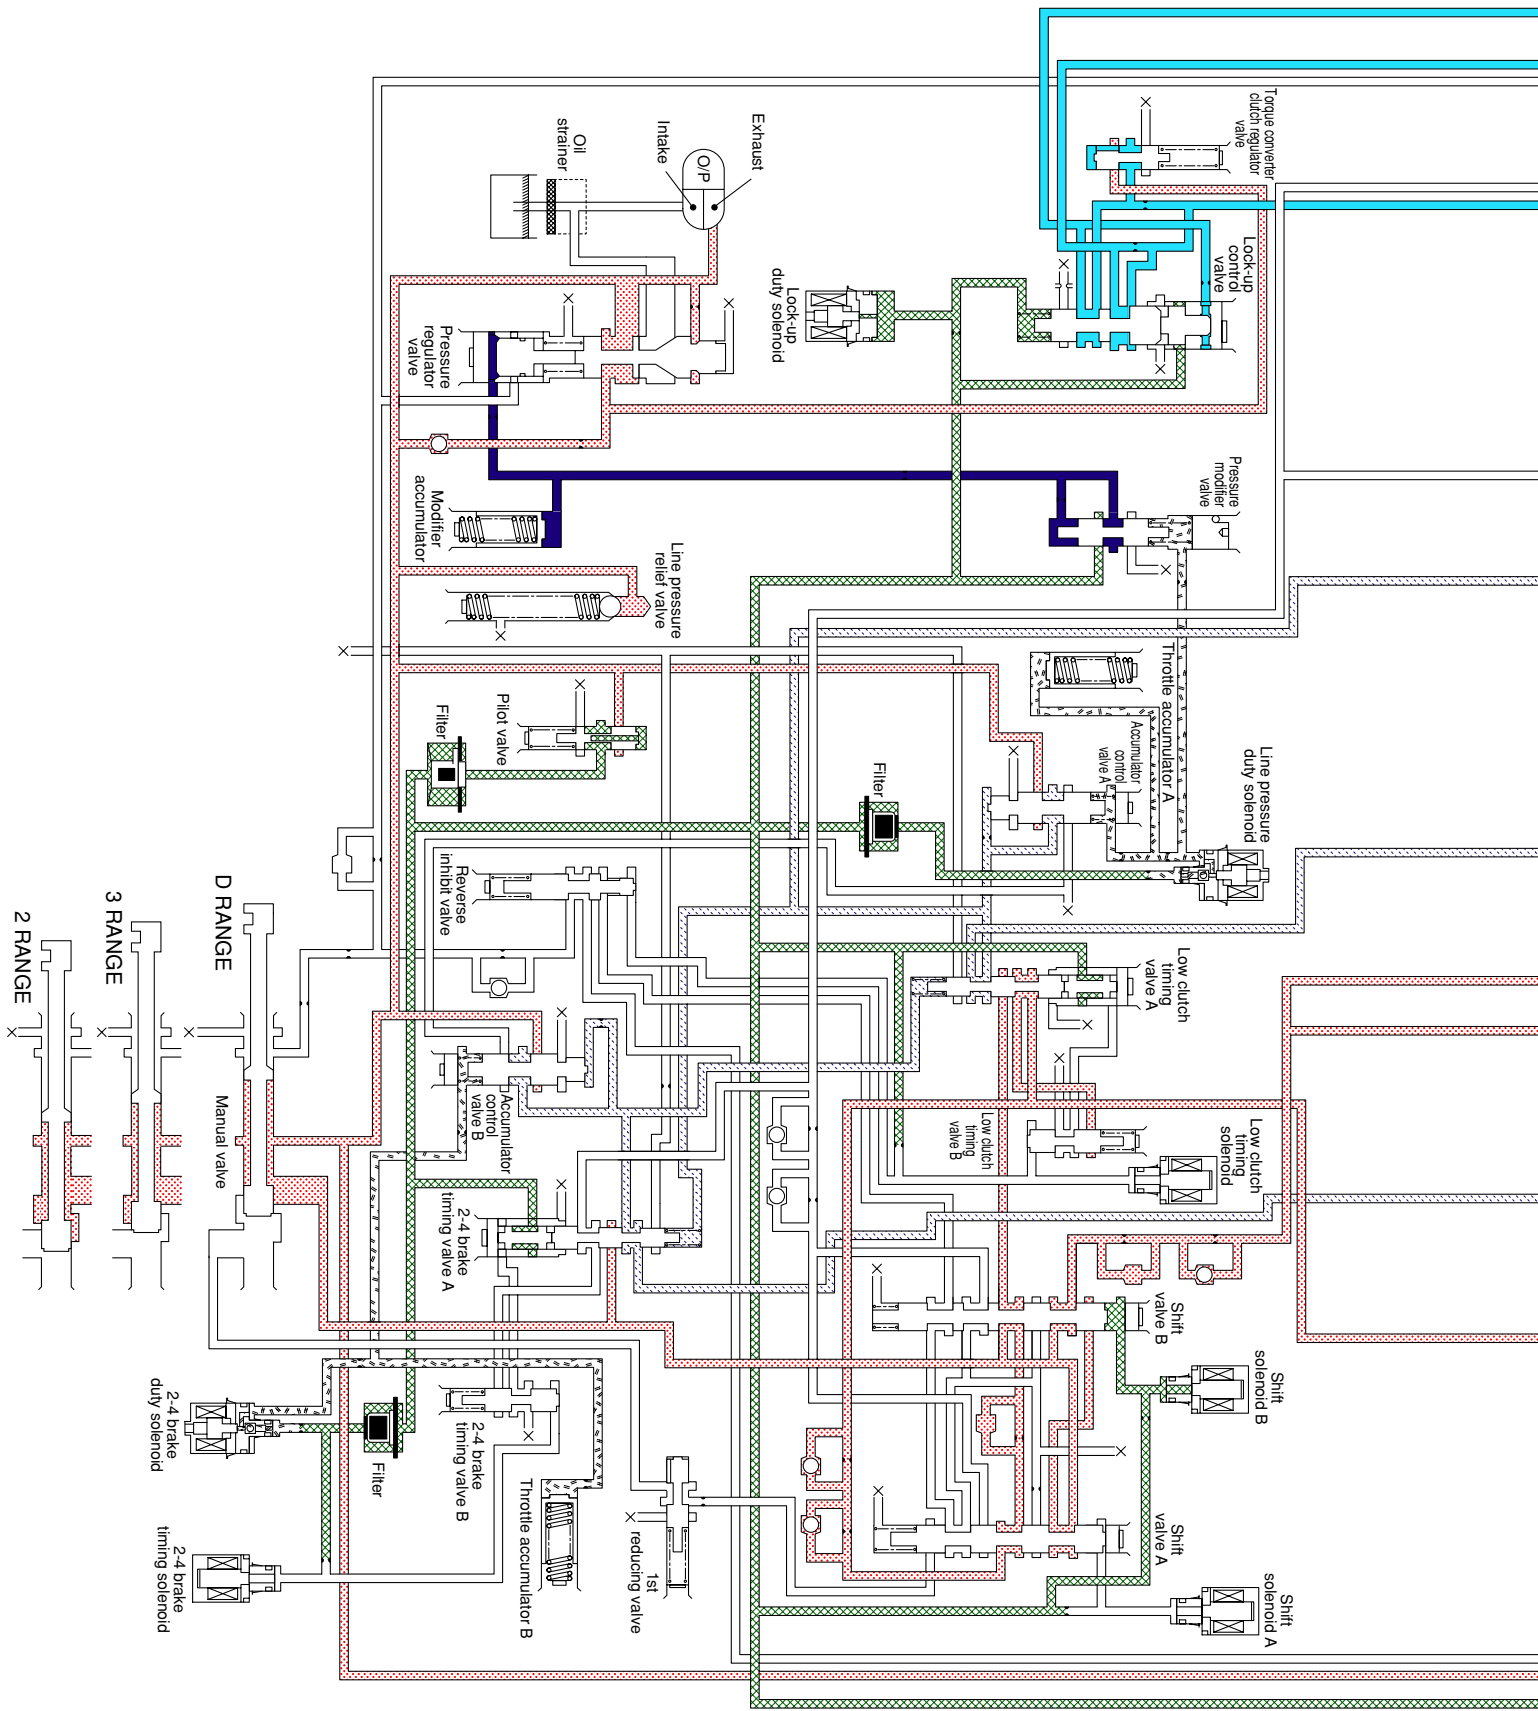 Torque converter
clutch regulator
valve
Exhaust
Intake
O/P
Oil
strainer
Lock-up
control
valve
Lock-up
duty solenoid
Pressure
regulator
valve
Pressure
modifier
valve
Modifier
accumulator
Line pressure
relief valve
Throttle accumulator A
Pilot valve
Filter
Accumulator
control
valve A
Line pressure
duty solenoid
Filter
Reverse
inhibit valve
D RANGE
3 RANGE
2 RANGE
Low clutch
timing
valve A
Manual valve
Accumulator
control
valve B
Low clutch
timing
valve B
Low clutch
timing
solenoid
2-4 brake
timing valve A
Shift
valve B
Shift
solenoid B
2-4 brake
duty solenoid
Filter
2-4 brake
timing valve B
Throttle accumulator B
1st
reducing valve
Shift
valve A
2-4 brake
timing solenoid
Shift
solenoid A